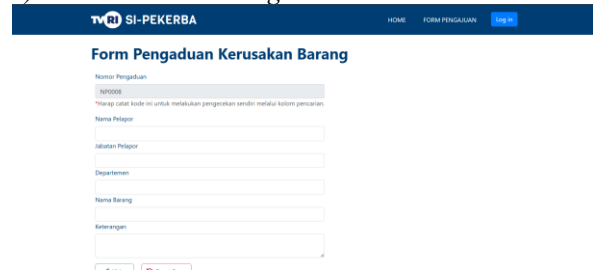 TVRI SI-PEKERBA HOME FORM PENGAJUAN Log in
Form Pengaduan Kerusakan Barang
Nomor Pengaduan
NP0008
*Harap catat kode ini untuk melakukan pengecekan sendiri melalui kolom pencarian.
Nama Pelapor
Jabatan Pelapor
Departemen
Nama Barang
Keterangan